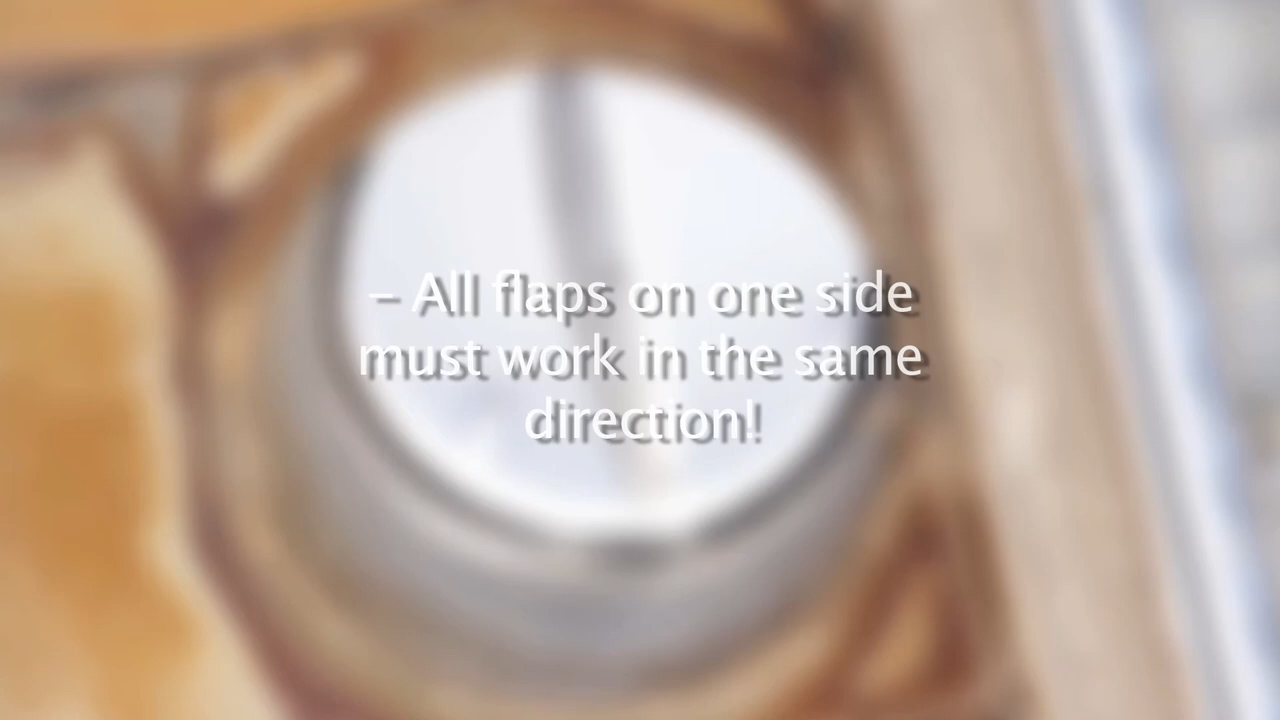 – All flaps on one side
must work in the same
direction!